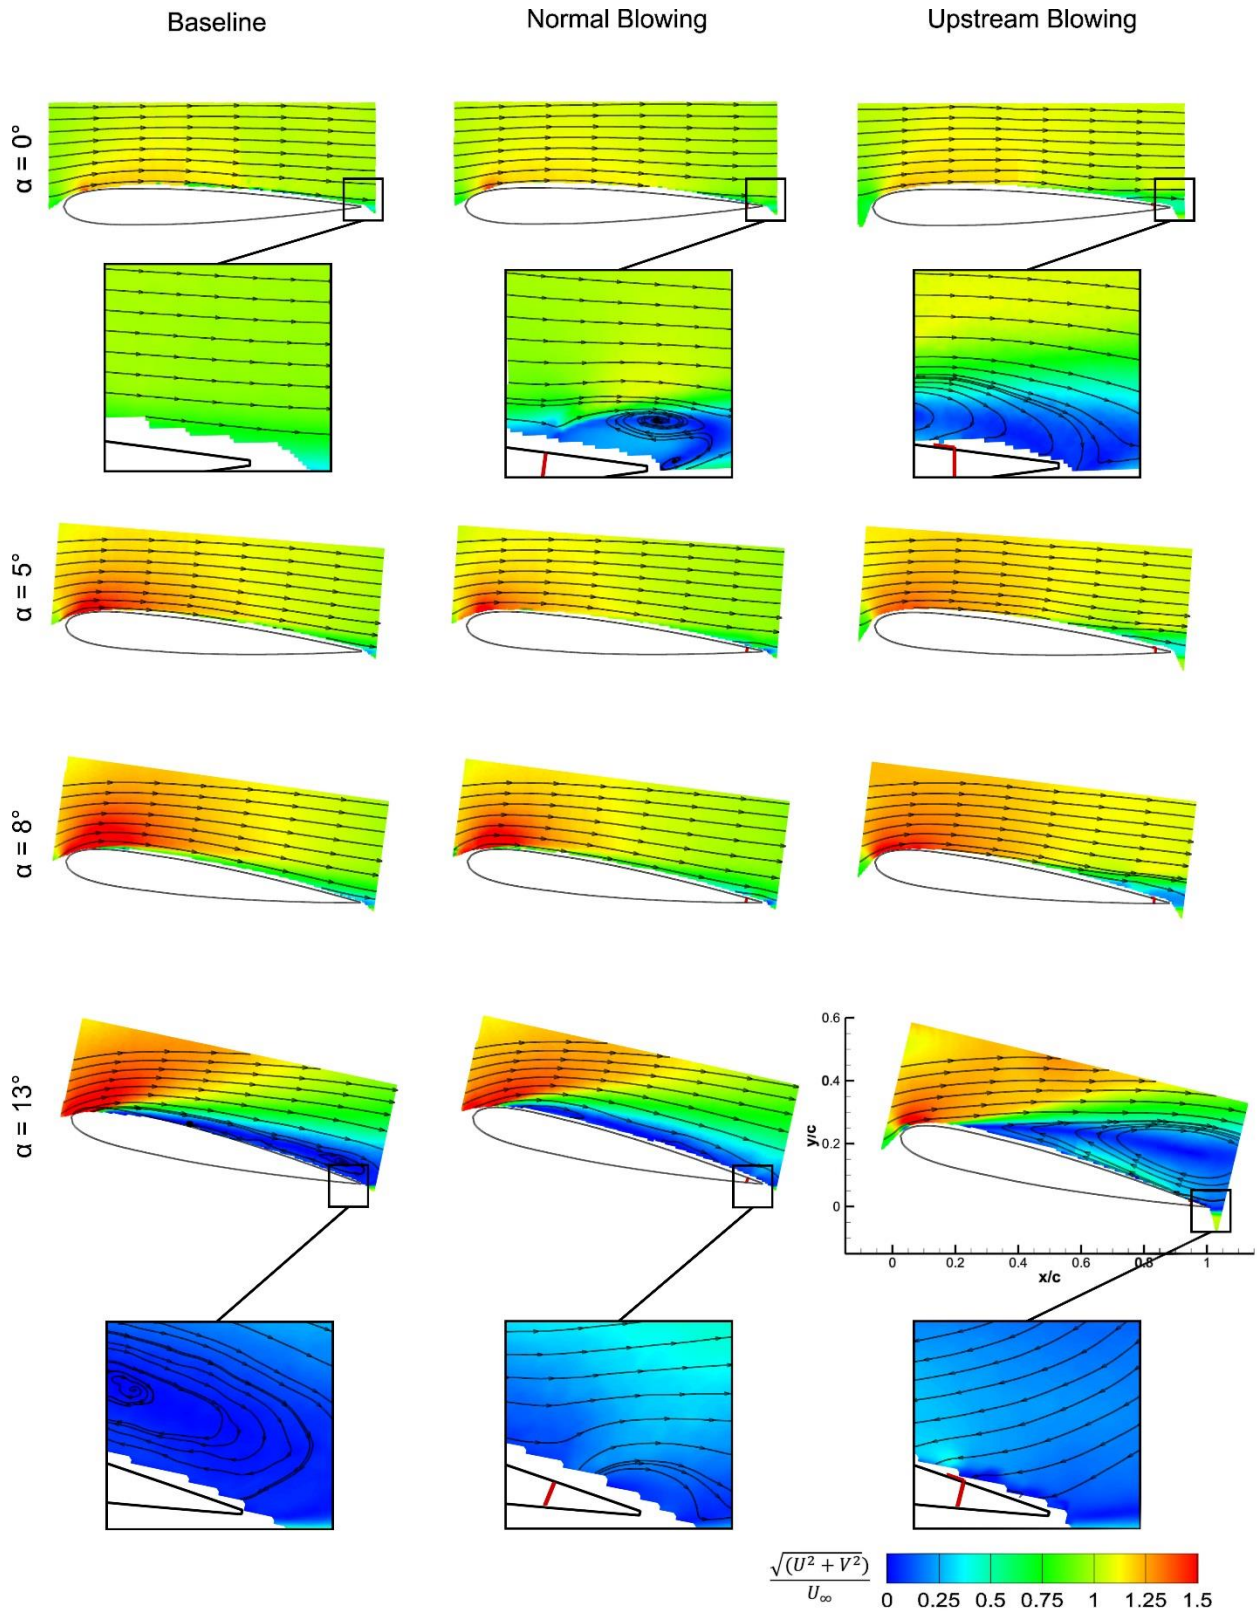 Baseline Normal Blowing Upstream Blowing
α = 0°
α = 5°
α = 8°
α = 13°
0.6
0.4
0.2
0
y/c
0 0.2 0.4 0.6 0.8 1
x/c
√(U² + V²)
U∞
0 0.25 0.5 0.75 1 1.25 1.5